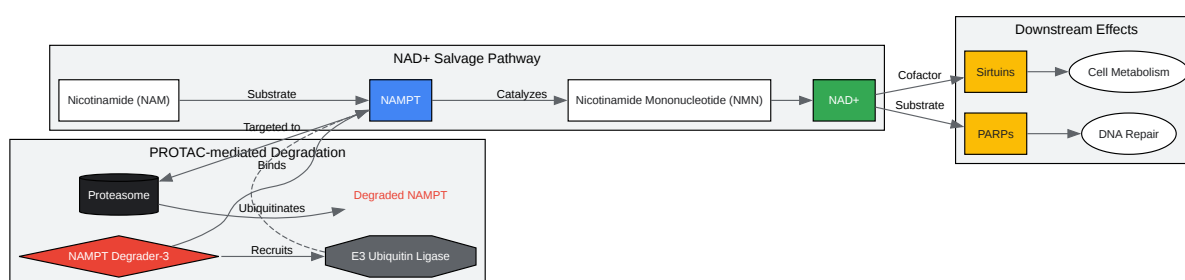 Downstream Effects
NAD+ Salvage Pathway
Nicotinamide (NAM)
Substrate
NAMPT
Catalyzes
Nicotinamide Mononucleotide (NMN)
NAD+
Cofactor
Substrate
Sirtuins
Cell Metabolism
PARPs
DNA Repair
Targeted to
PROTAC-mediated Degradation
Binds
Proteasome
Ubiquitinates
Degraded NAMPT
NAMPT Degrader-3
Recruits
E3 Ubiquitin Ligase